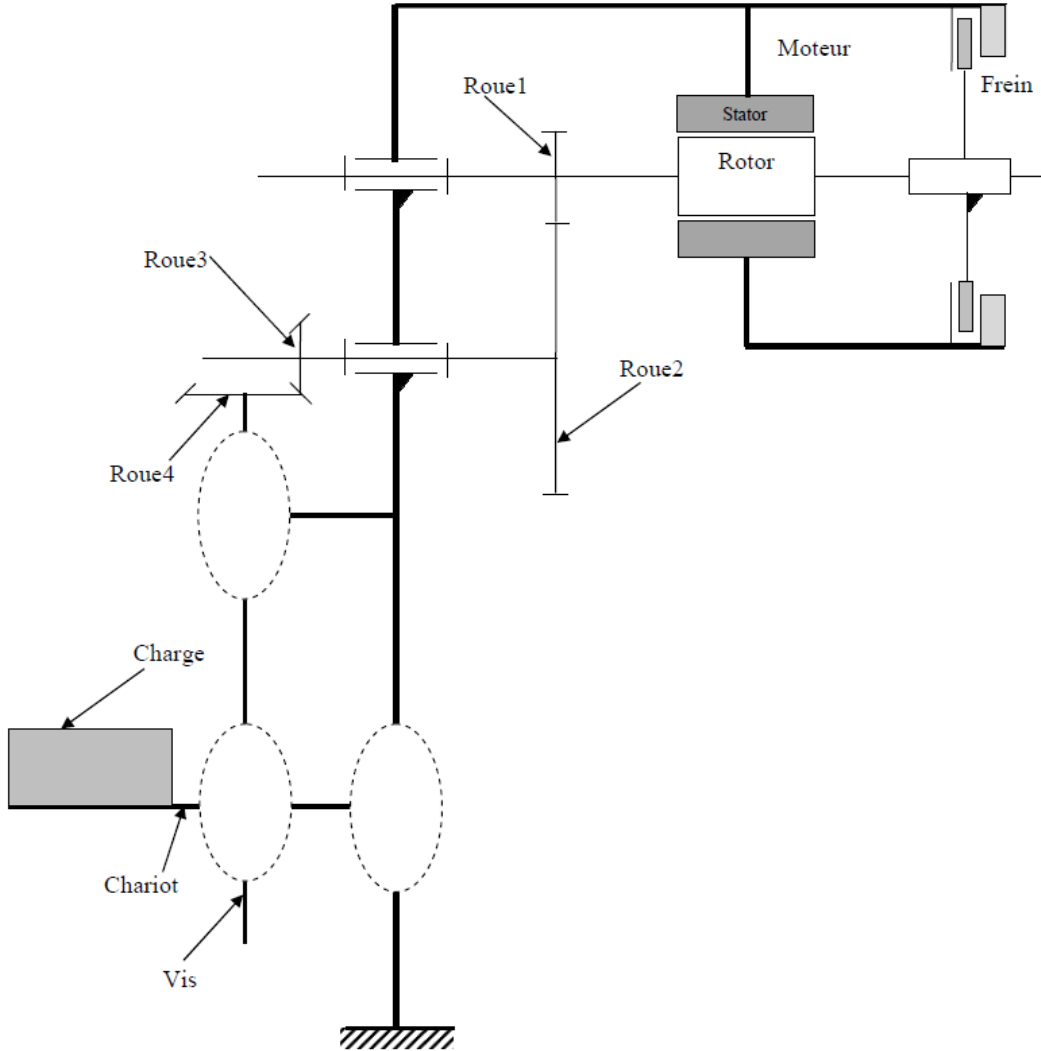 Moteur
Roue1
Frein
Stator
Rotor
Roue3
Roue2
Roue4
Charge
Chariot
Vis